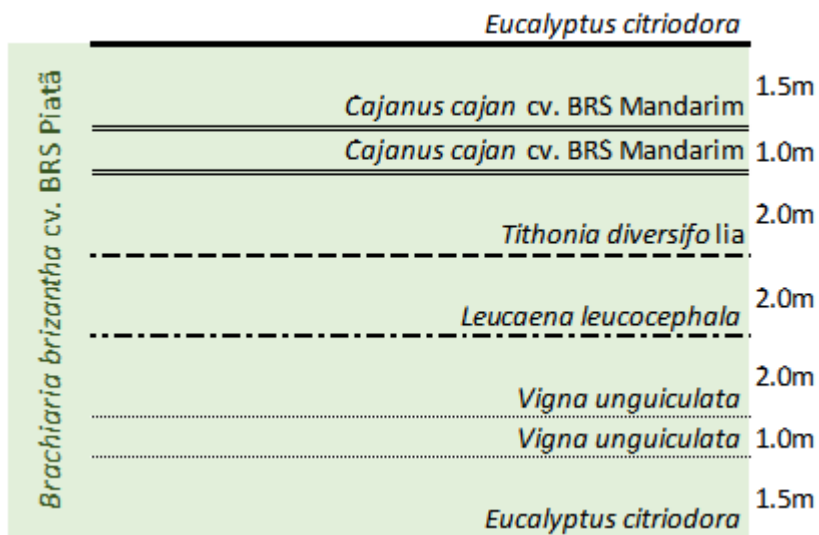 Eucalyptus citriodora
Brachiaria brizantha cv. BRS Piatã
1.5m
Cajanus cajan cv. BRS Mandarim
Cajanus cajan cv. BRS Mandarim
1.0m
2.0m
Tithonia diversifo lia
2.0m
Leucaena leucocephala
2.0m
Vigna unguiculata
Vigna unguiculata
1.0m
1.5m
Eucalyptus citriodora